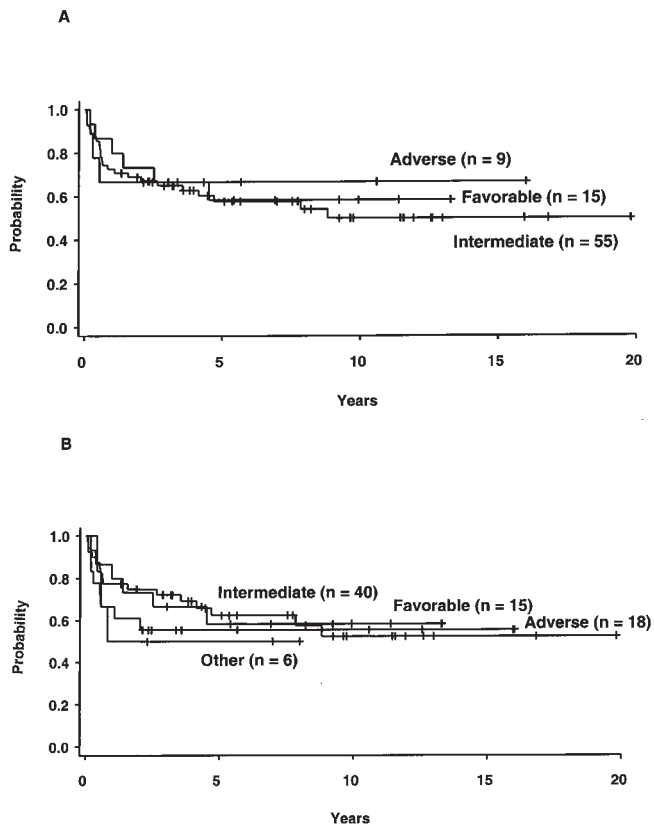 A
1.0
0.8
0.6
0.4
0.2
0.0
Probability
Adverse (n = 9)
Favorable (n = 15)
Intermediate (n = 55)
0 5 10 15 20
Years
B
1.0
0.8
0.6
0.4
0.2
0.0
Probability
Intermediate (n = 40)
Favorable (n = 15)
Adverse (n = 18)
Other (n = 6)
0 5 10 15 20
Years